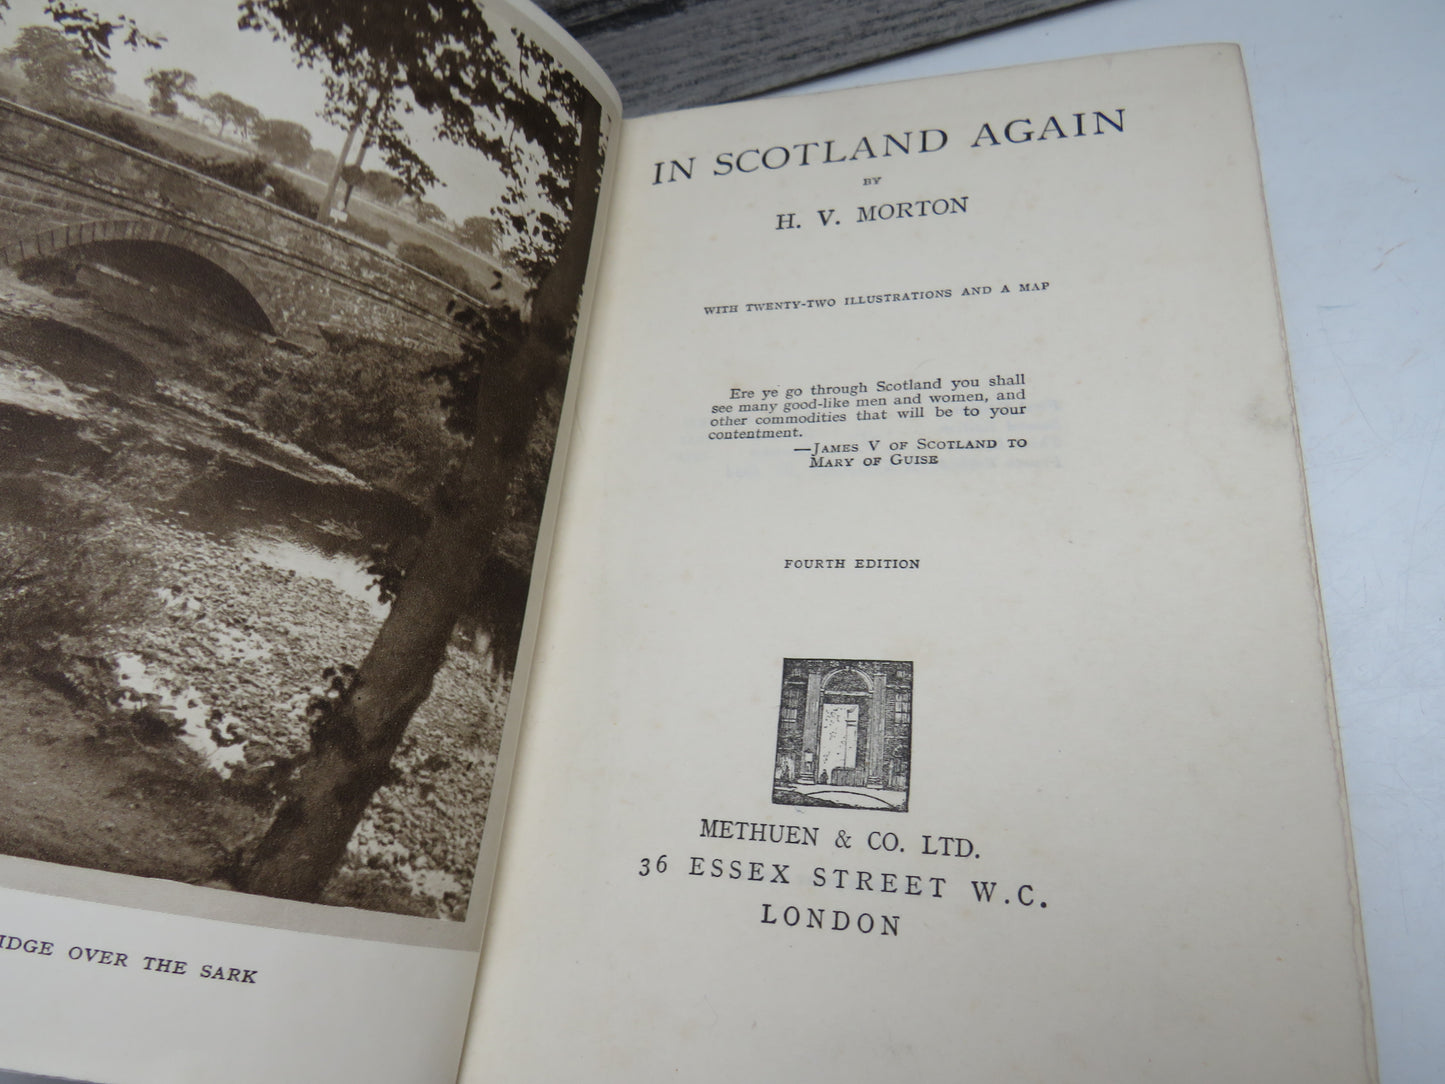 IDGE OVER THE SARK
IN SCOTLAND AGAIN
BY
H. V. MORTON
WITH TWENTY-TWO ILLUSTRATIONS AND A MAP
Ere ye go through Scotland you shall
see many good-like men and women, and
other commodities that will be to your
contentment.
—JAMES V OF SCOTLAND TO
MARY OF GUISE
FOURTH EDITION
METHUEN & CO. LTD.
36 ESSEX STREET W.C.
LONDON